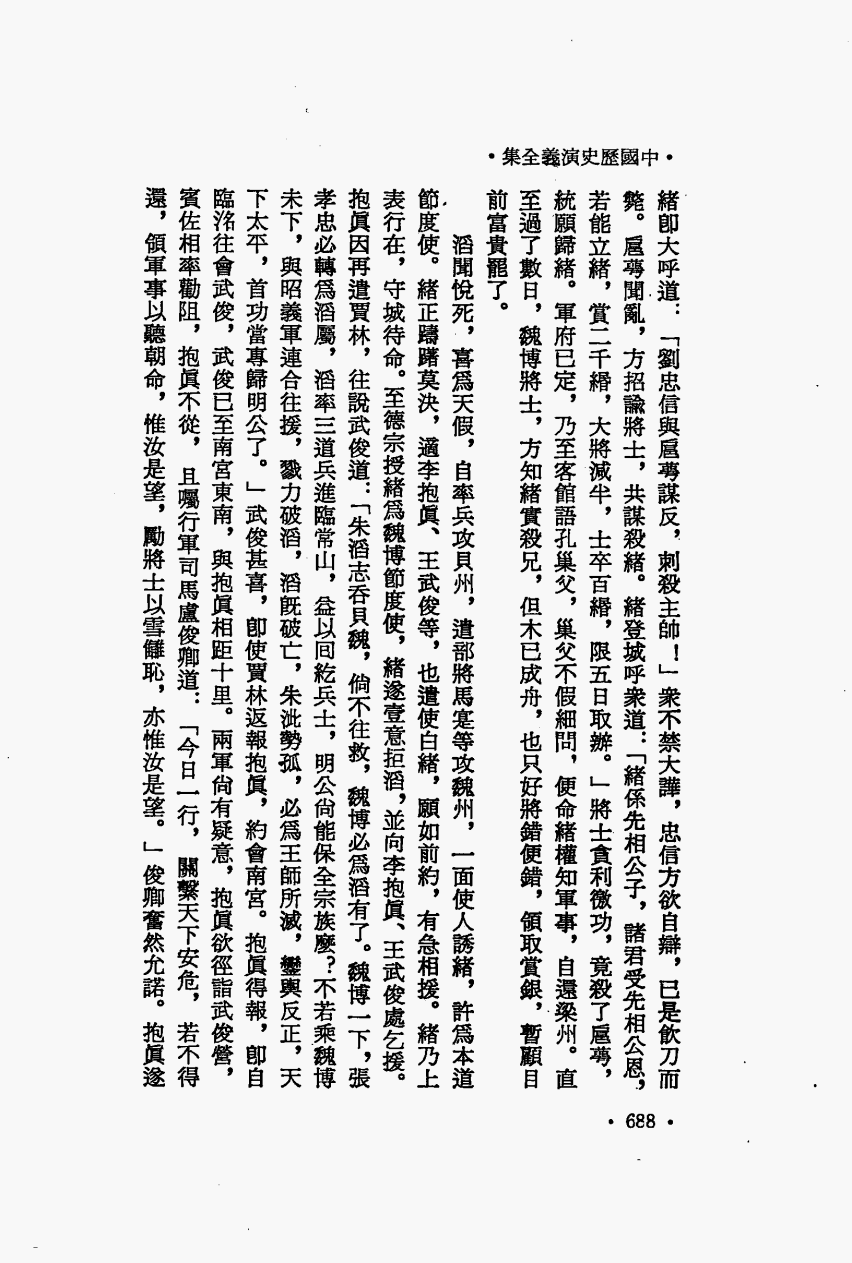 •中國歷史演義全集•
緒卽大呼道：「劉忠信與扈蕚謀反，刺殺主帥！」衆不禁大譁，忠信方欲自辯，已是飮刀而
斃。扈蕚聞亂，方招諭將士，共謀殺緒。緒登城呼衆道：「緒係先相公子，諸君受先相公恩，
若能立緒，賞二千緡，大將減半，士卒百緡，限五日取辦。」將士貪利徼功，竟殺了扈蕚，
統願歸緒。軍府已定，乃至客館語孔巢父，巢父不假細問，便命緒權知軍事，自還梁州。直
至過了數日，魏博將士，方知緒實殺兄，但木已成舟，也只好將錯便錯，領取賞銀，暫顧目
前富貴罷了。
滔聞悅死，喜爲天假，自率兵攻貝州，遣部將馬寔等攻魏州，一面使人誘緒，許爲本道
節度使。緒正躊躇莫決，適李抱眞、王武俊等，也遣使白緒，願如前約，有急相援。緒乃上
表行在，守城待命。至德宗授緒爲魏博節度使，緒遂壹意拒滔，並向李抱眞、王武俊處乞援。
抱眞因再遣賈林，往說武俊道：「朱滔志吞貝魏，倘不往救，魏博必爲滔有了。魏博一下，張
孝忠必轉爲滔屬，滔率三道兵進臨常山，益以囘紇兵士，明公尙能保全宗族麽？不若乘魏博
未下，與昭義軍連合往援，戮力破滔，滔旣破亡，朱泚勢孤，必爲王師所滅，鑾輿反正，天
下太平，首功當專歸明公了。」武俊甚喜，卽使賈林返報抱眞，約會南宮。抱眞得報，卽自
臨洺往會武俊，武俊已至南宮東南，與抱眞相距十里。兩軍尙有疑意，抱眞欲徑詣武俊營，
賓佐相率勸阻，抱眞不從，且囑行軍司馬盧俊卿道：「今日一行，關繫天下安危，若不得
還，領軍事以聽朝命，惟汝是望，勵將士以雪讎恥，亦惟汝是望。」俊卿奮然允諾。抱眞遂
•688•